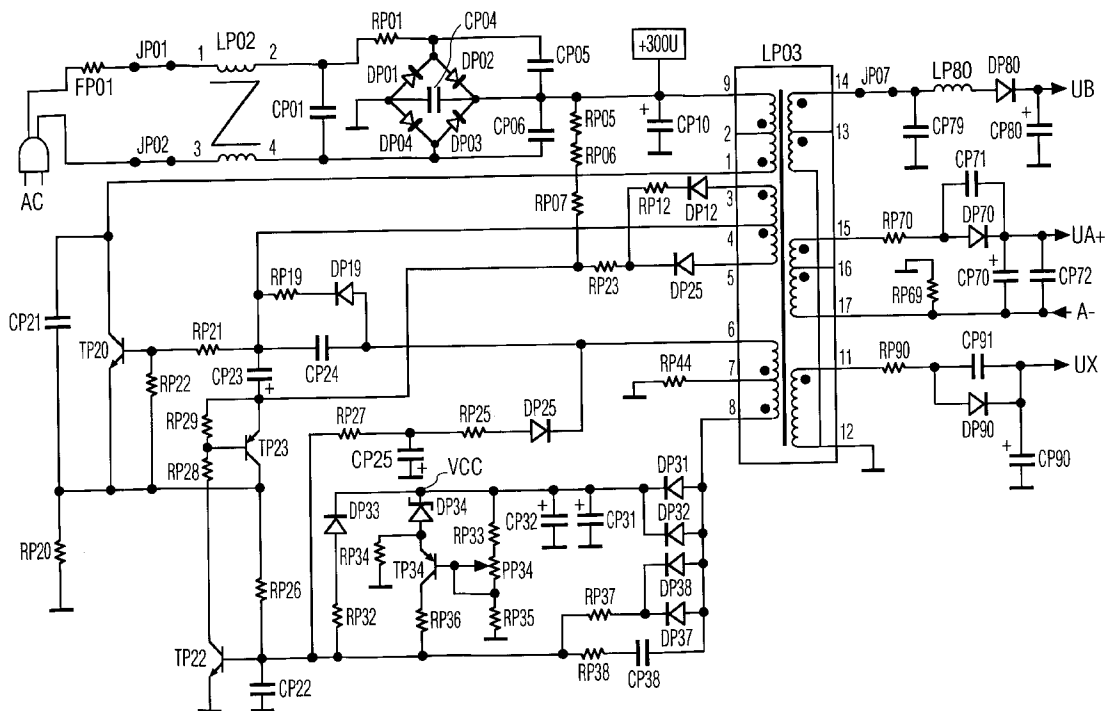 CP04
+300U
JP01
LP02
RP01
CP05
LP03
FP01
1
2
DP01
DP02
9
14
JP07
LP80
DP80
UB
CP01
RP05
CP10
+
CP79
CP80
+
CP06
2
13
JP02
3
4
DP04
DP03
RP06
1
CP71
AC
RP07
RP12
DP12
3
15
RP70
DP70
UA+
4
16
CP70
+
CP72
RP19
DP19
RP23
DP25
5
RP69
17
A-
CP21
6
TP20
RP21
CP23
+
CP24
RP44
7
11
RP90
CP91
UX
RP22
RP29
RP27
RP25
DP25
8
DP90
12
TP23
CP25
+
RP28
VCC
DP31
CP90
+
DP33
DP34
CP32
+
CP31
+
DP32
RP33
RP20
RP34
TP34
PP34
DP38
RP26
RP37
RP32
RP36
RP35
DP37
TP22
RP38
CP38
CP22